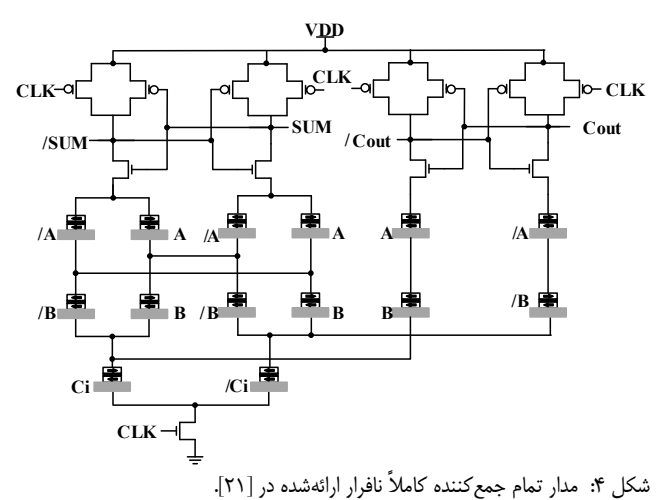 VDD
CLK
CLK
CLK
/SUM
SUM
/Cout
Cout
/A
A
/A
A
A
/A
/B
B
/B
B
B
/B
Ci
/Ci
CLK
شکل ۴: مدار تمام جمع‌کننده کاملاً نافرار ارائه‌شده در [۲۱].